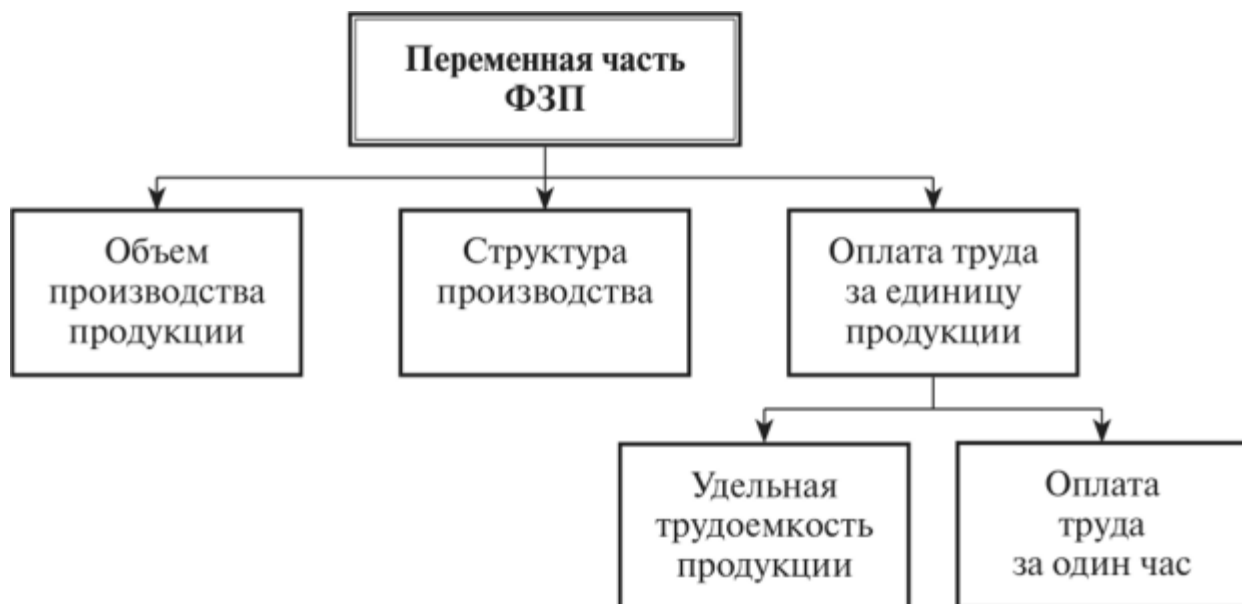 Переменная часть
ФЗП
Объем
производства
продукции
Структура
производства
Оплата труда
за единицу
продукции
Удельная
трудоемкость
продукции
Оплата
труда
за один час